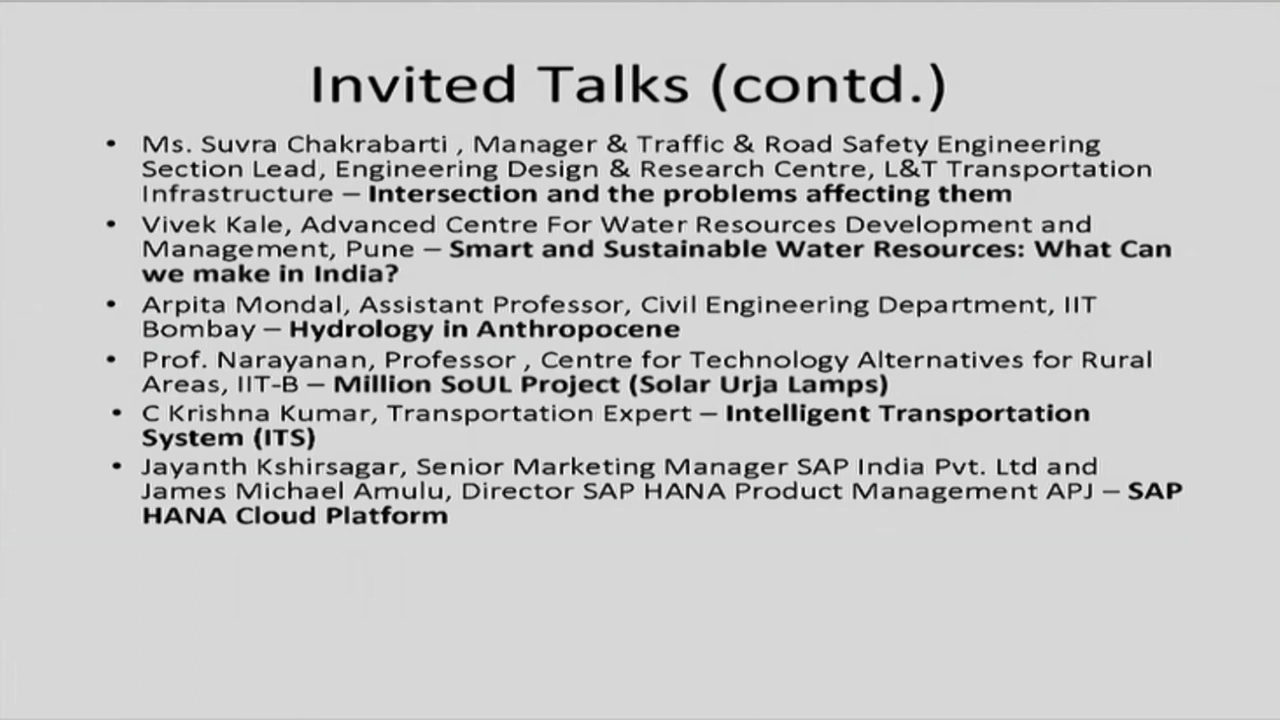 Invited Talks (contd.)
• Ms. Suvra Chakrabarti , Manager & Traffic & Road Safety Engineering
Section Lead, Engineering Design & Research Centre, L&T Transportation
Infrastructure – Intersection and the problems affecting them
• Vivek Kale, Advanced Centre For Water Resources Development and
Management, Pune – Smart and Sustainable Water Resources: What Can
we make in India?
• Arpita Mondal, Assistant Professor, Civil Engineering Department, IIT
Bombay – Hydrology in Anthropocene
• Prof. Narayanan, Professor , Centre for Technology Alternatives for Rural
Areas, IIT-B – Million SoUL Project (Solar Urja Lamps)
• C Krishna Kumar, Transportation Expert – Intelligent Transportation
System (ITS)
• Jayanth Kshirsagar, Senior Marketing Manager SAP India Pvt. Ltd and
James Michael Amulu, Director SAP HANA Product Management APJ – SAP
HANA Cloud Platform